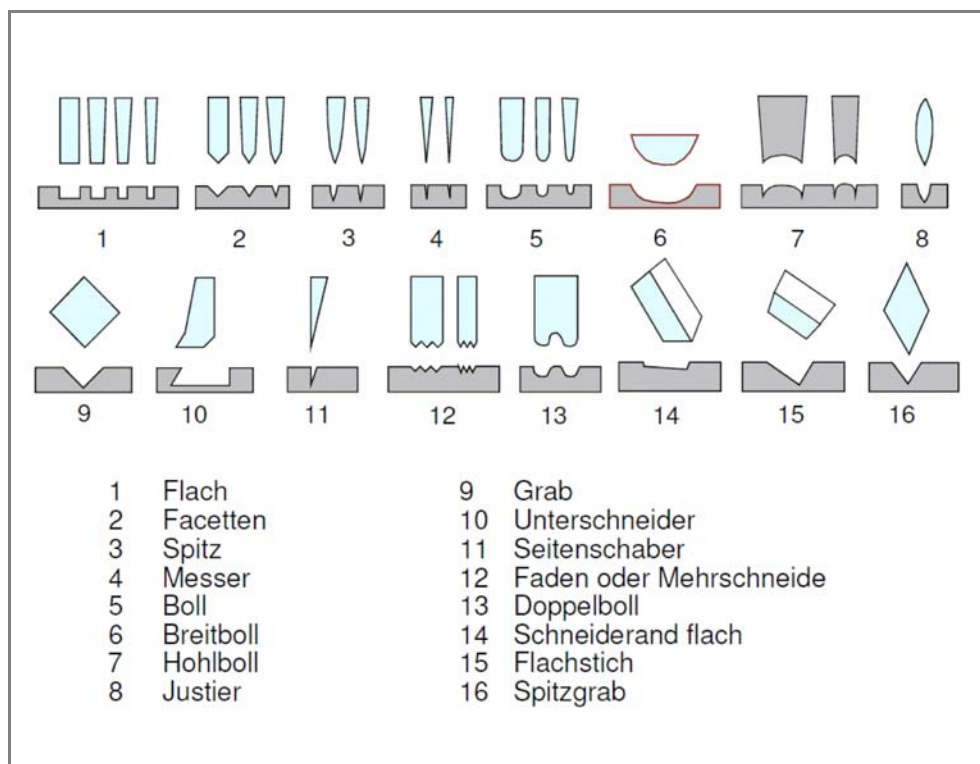 1 2 3 4 5 6 7 8
9 10 11 12 13 14 15 16
1 Flach
2 Facetten
3 Spitz
4 Messer
5 Boll
6 Breitboll
7 Hohlboll
8 Justier
9 Grab
10 Unterschneider
11 Seitenschaber
12 Faden oder Mehrschneide
13 Doppelboll
14 Schneiderand flach
15 Flachstich
16 Spitzgrab